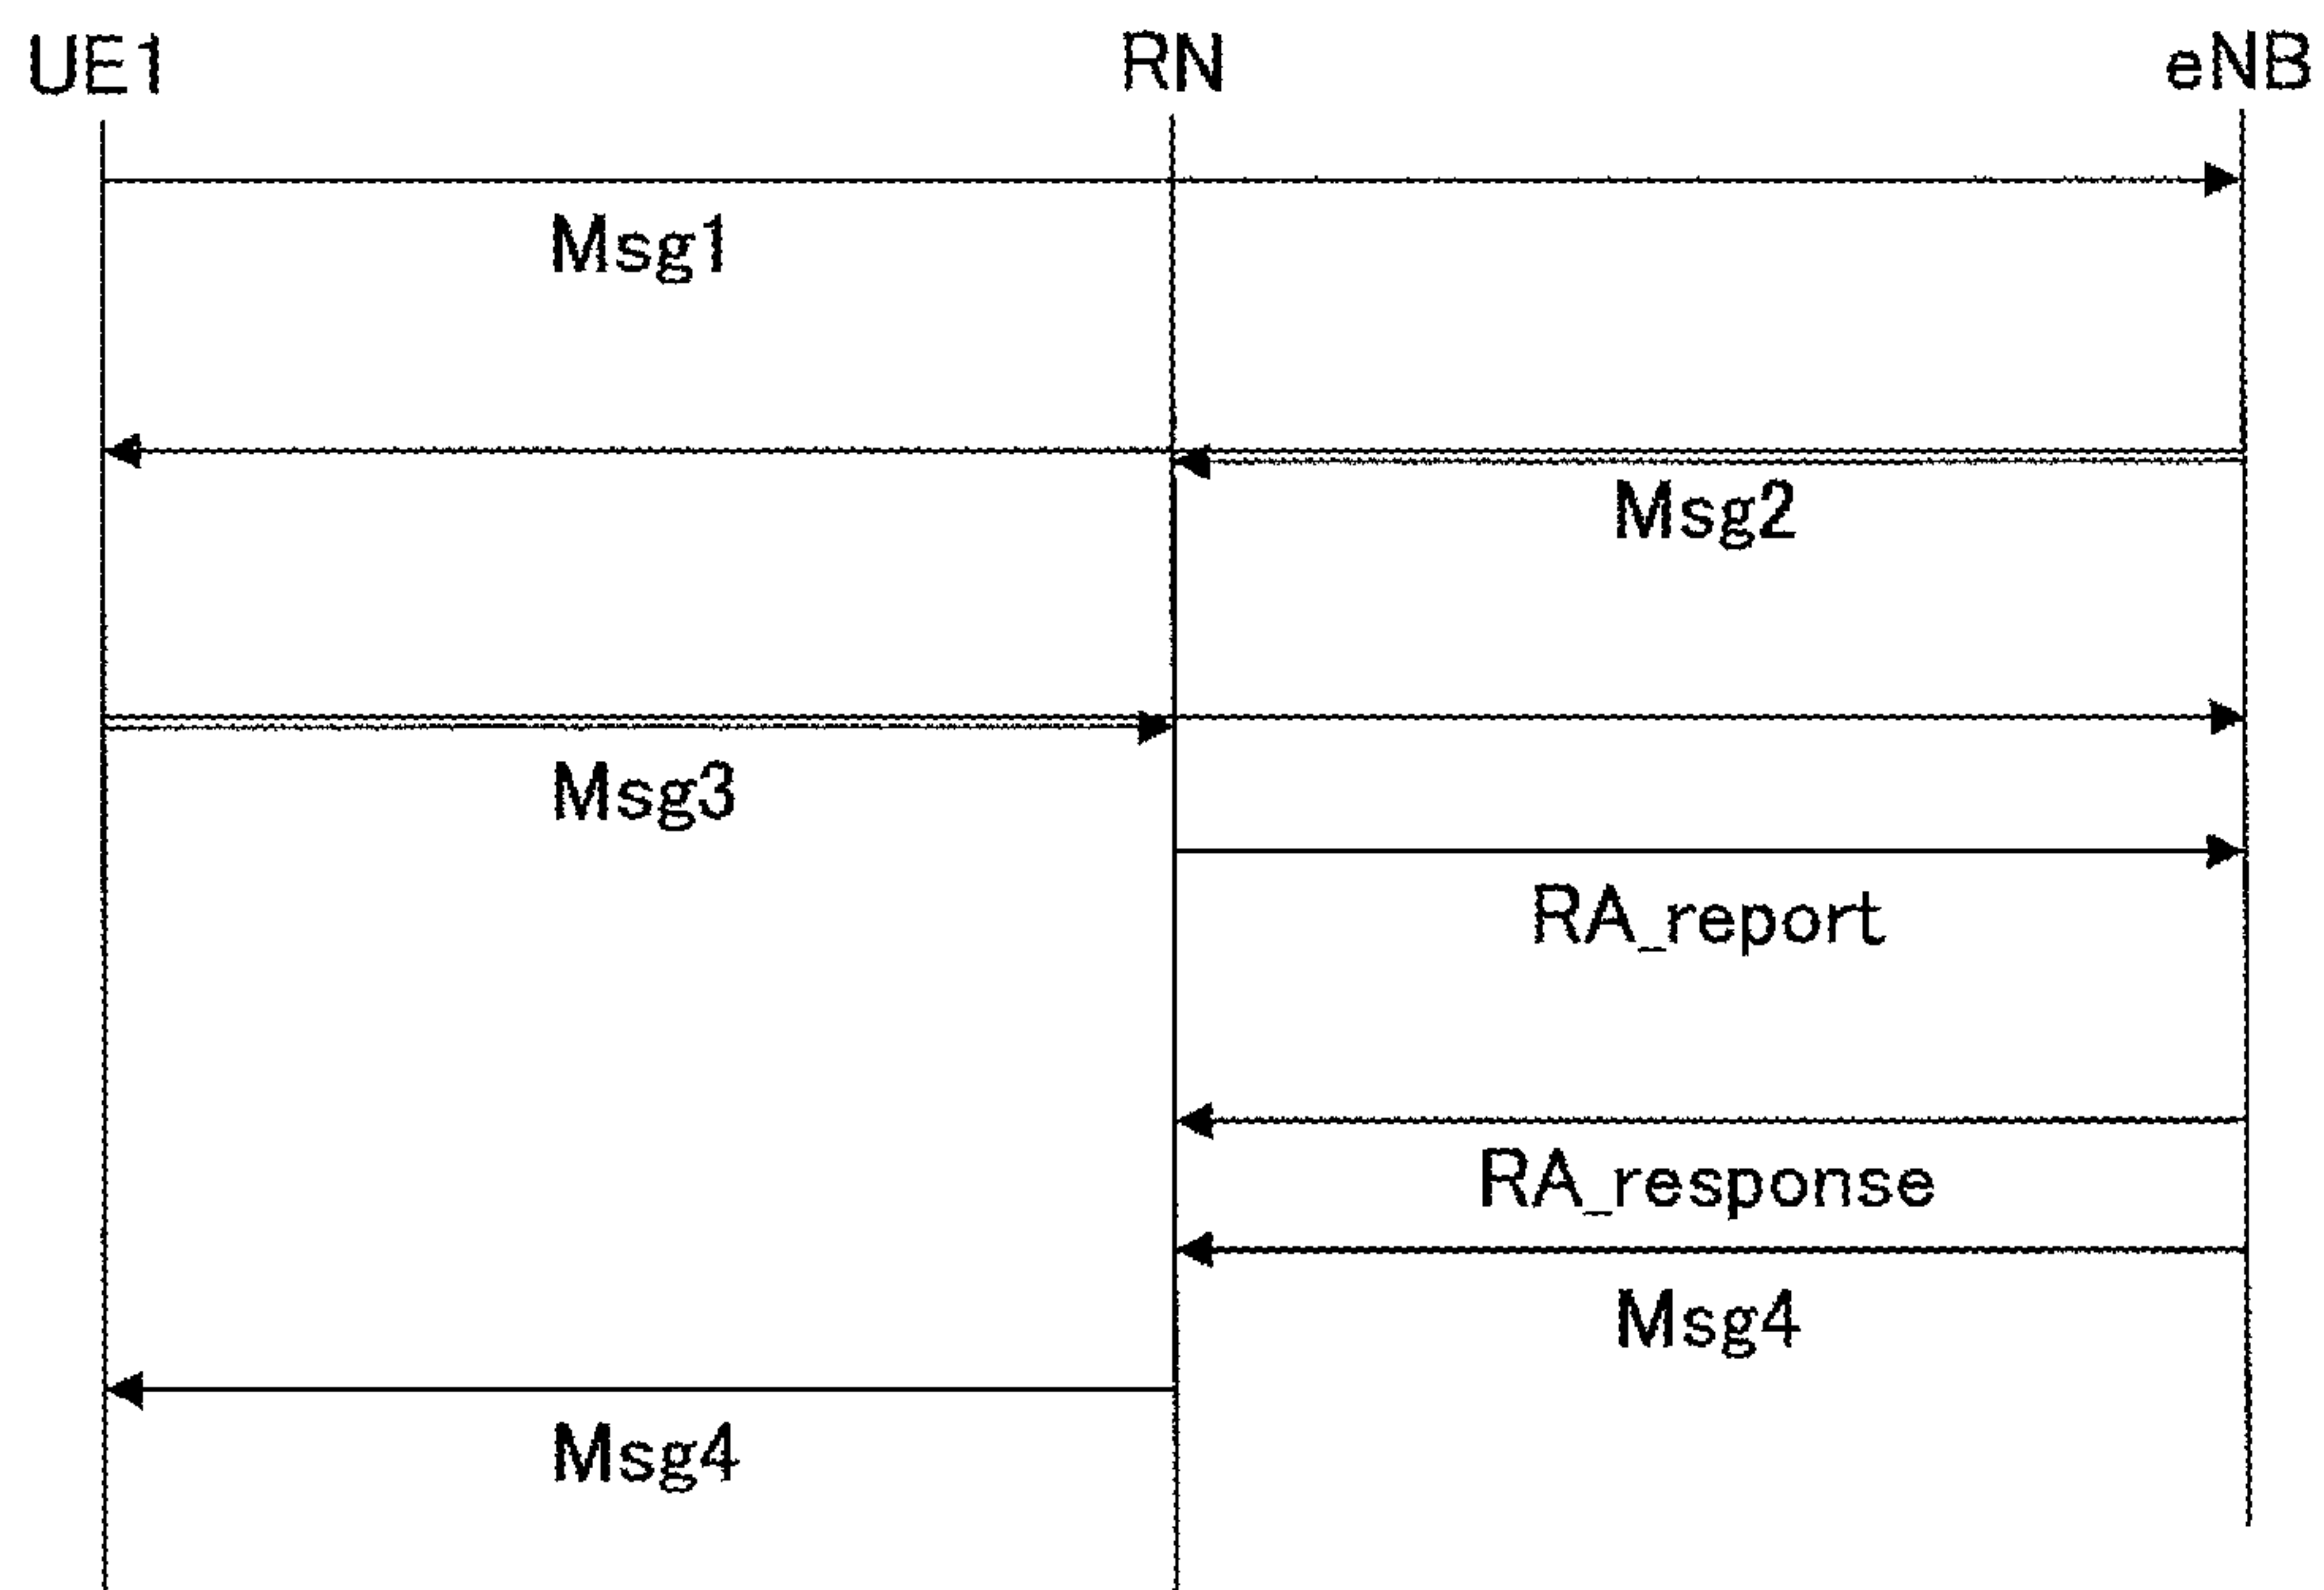 UE1 RN eNB
Msg1
Msg2
Msg3
RA_report
RA_response
Msg4
Msg4